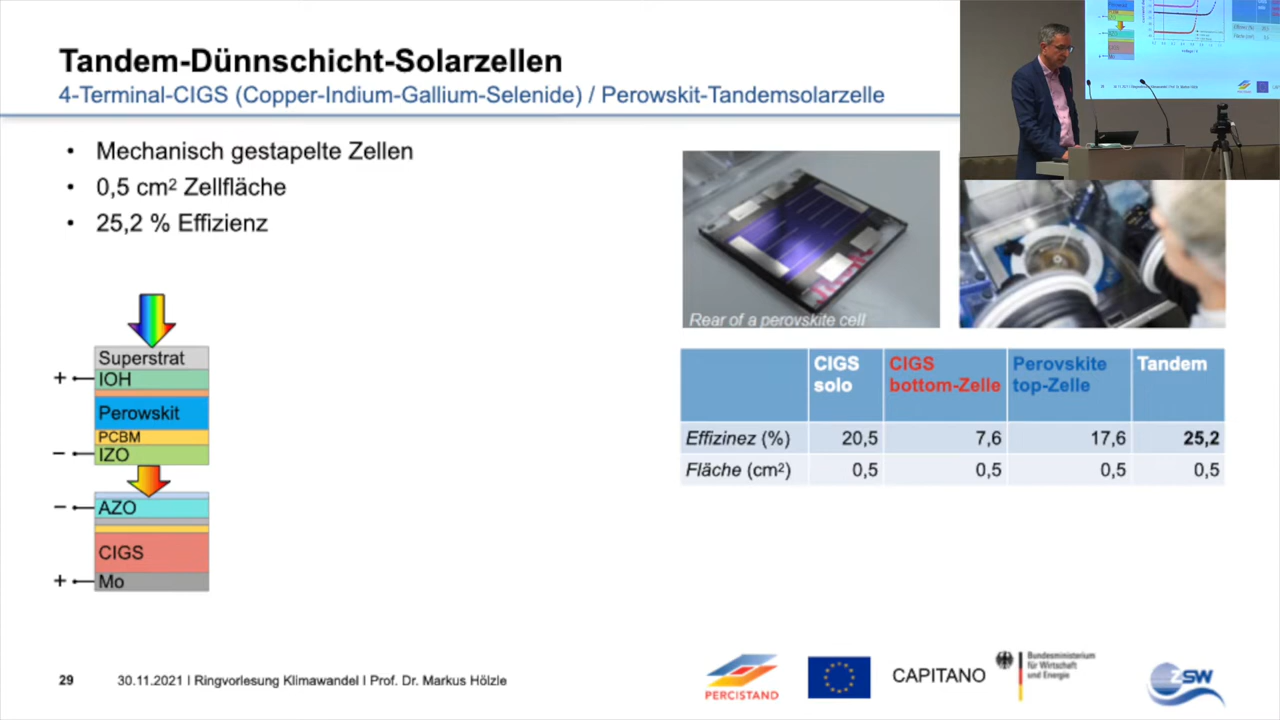 Tandem-Dünnschicht-Solarzellen
4-Terminal-CIGS (Copper-Indium-Gallium-Selenide) / Perowskit-Tandemsolarzelle
• Mechanisch gestapelte Zellen
• 0,5 cm² Zellfläche
• 25,2 % Effizienz
Superstrat
+ IOH
Perowskit
PCBM
− IZO
− AZO
CIGS
+ Mo
Rear of a perovskite cell
CIGS solo CIGS bottom-Zelle Perovskite top-Zelle Tandem
Effizinez (%) 20,5 7,6 17,6 25,2
Fläche (cm²) 0,5 0,5 0,5 0,5
29 30.11.2021 I Ringvorlesung Klimawandel I Prof. Dr. Markus Hölzle
PERCISTAND
CAPITANO
Bundesministerium
für Wirtschaft
und Energie
ZSW